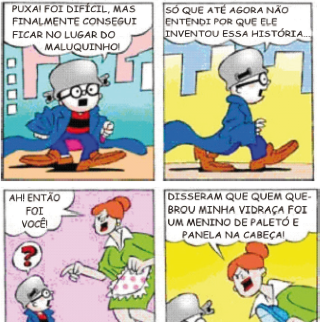 PUXA! FOI DIFÍCIL, MAS
FINALMENTE CONSEGUI
FICAR NO LUGAR DO
MALUQUINHO!
SÓ QUE ATÉ AGORA NÃO
ENTENDI POR QUE ELE
INVENTOU ESSA HISTÓRIA...
AH! ENTÃO
FOI
VOCÊ!
?
DISSERAM QUE QUEM QUE-
BROU MINHA VIDRAÇA FOI
UM MENINO DE PALETÓ E
PANELA NA CABEÇA!